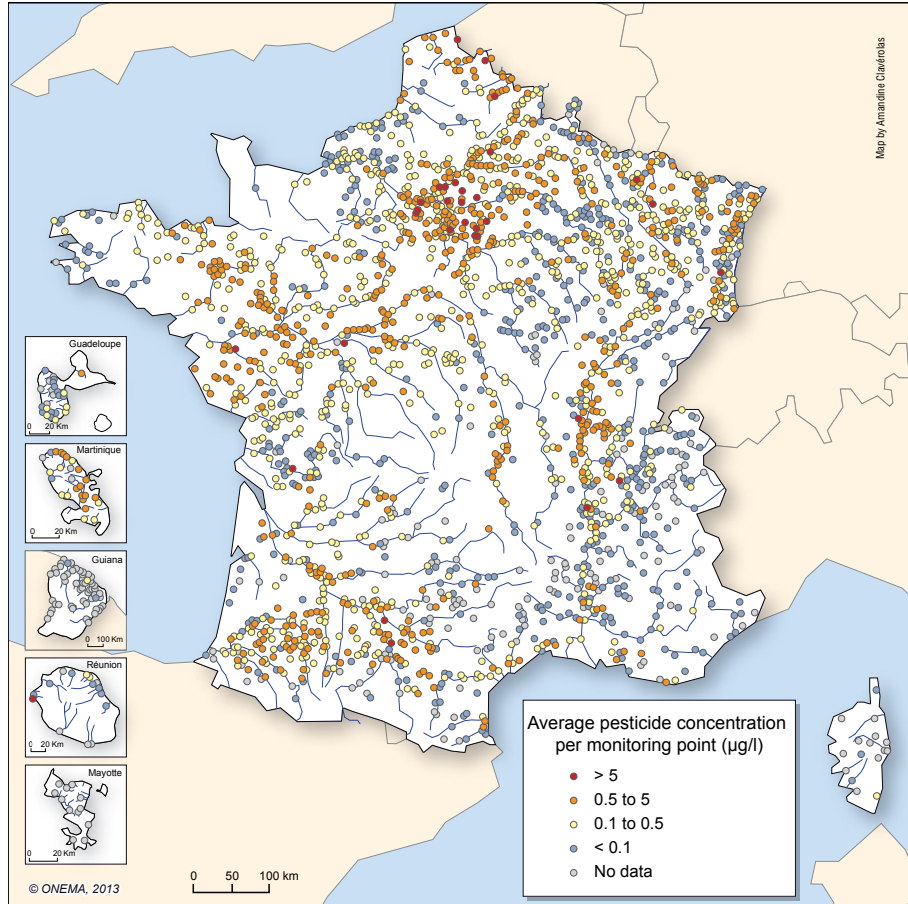 Map by Amandine Clavérolas
Guadeloupe
0 20 Km
Martinique
0 20 Km
Guiana
0 100 Km
Réunion
0 20 Km
Mayotte
0 20 Km
© ONEMA, 2013
0 50 100 km
Average pesticide concentration
per monitoring point (µg/l)
> 5
0.5 to 5
0.1 to 0.5
< 0.1
No data